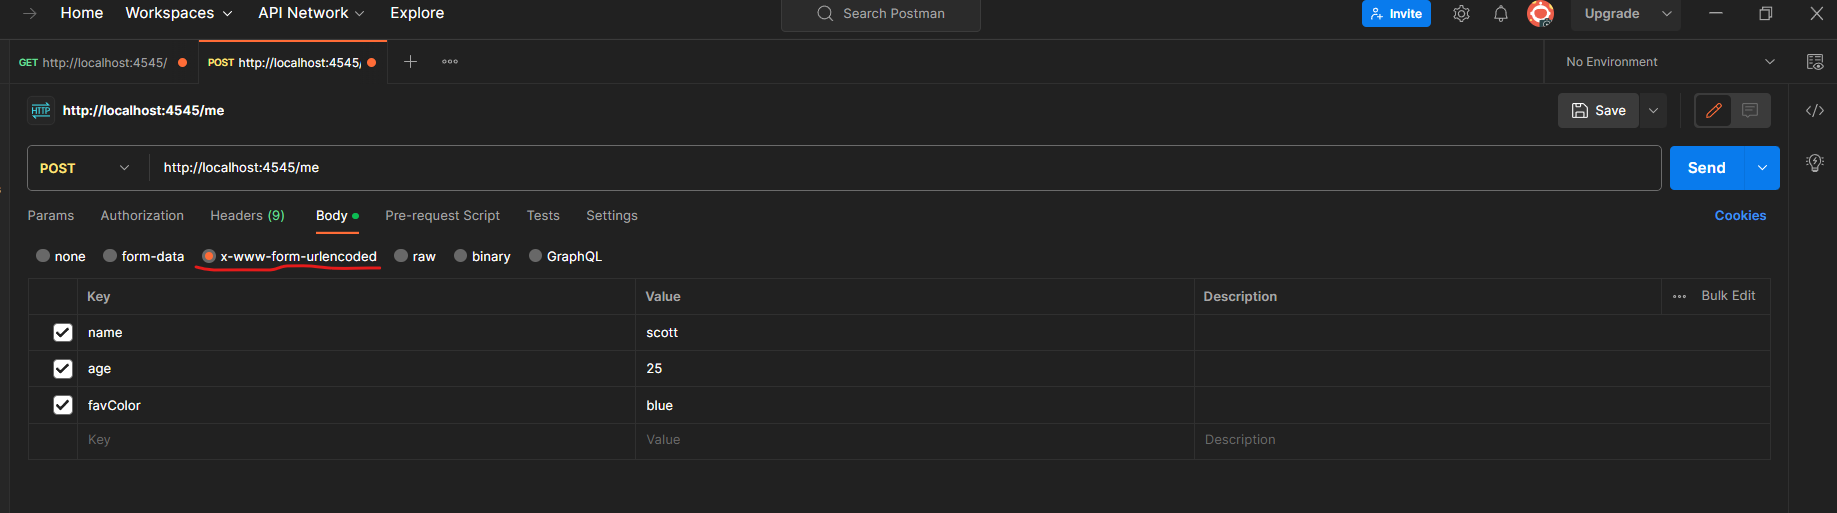 Home Workspaces API Network Explore Search Postman Invite Upgrade
GET http://localhost:4545/ POST http://localhost:4545/ No Environment
HTTP http://localhost:4545/me Save
POST http://localhost:4545/me Send
Params Authorization Headers (9) Body Pre-request Script Tests Settings Cookies
none form-data x-www-form-urlencoded raw binary GraphQL
Key Value Description Bulk Edit
name scott
age 25
favColor blue
Key Value Description